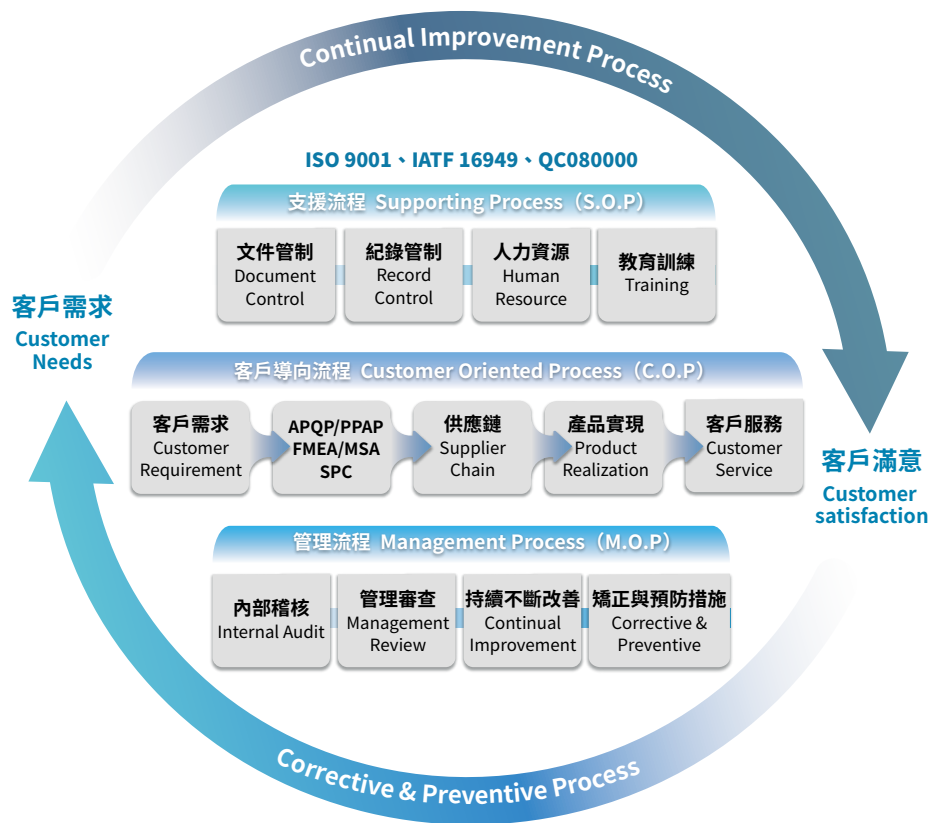 Continual Improvement Process
ISO 9001、IATF 16949、QC080000
支援流程 Supporting Process（S.O.P）
文件管制
Document
Control
紀錄管制
Record
Control
人力資源
Human
Resource
教育訓練
Training
客戶需求
Customer
Needs
客戶導向流程 Customer Oriented Process（C.O.P）
客戶需求
Customer
Requirement
APQP/PPAP
FMEA/MSA
SPC
供應鏈
Supplier
Chain
產品實現
Product
Realization
客戶服務
Customer
Service
客戶滿意
Customer
satisfaction
管理流程 Management Process（M.O.P）
內部稽核
Internal Audit
管理審查
Management
Review
持續不斷改善
Continual
Improvement
矯正與預防措施
Corrective &
Preventive
Corrective & Preventive Process